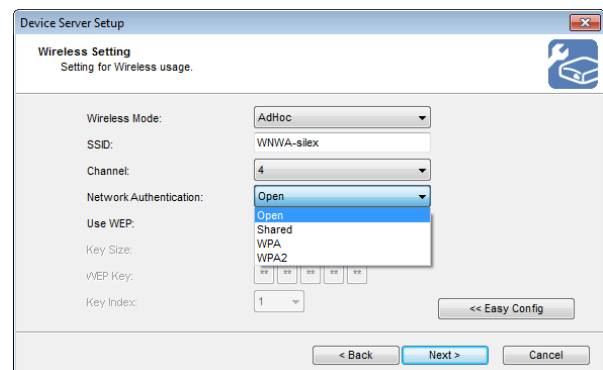 Device Server Setup
Wireless Setting
Setting for Wireless usage.
Wireless Mode: AdHoc
SSID: WNWA-silex
Channel: 4
Network Authentication: Open
Open
Use WEP:
Shared
WPA
Key Size:
WPA2
WEP Key: ** ** ** ** **
Key Index: 1
<< Easy Config
< Back Next > Cancel